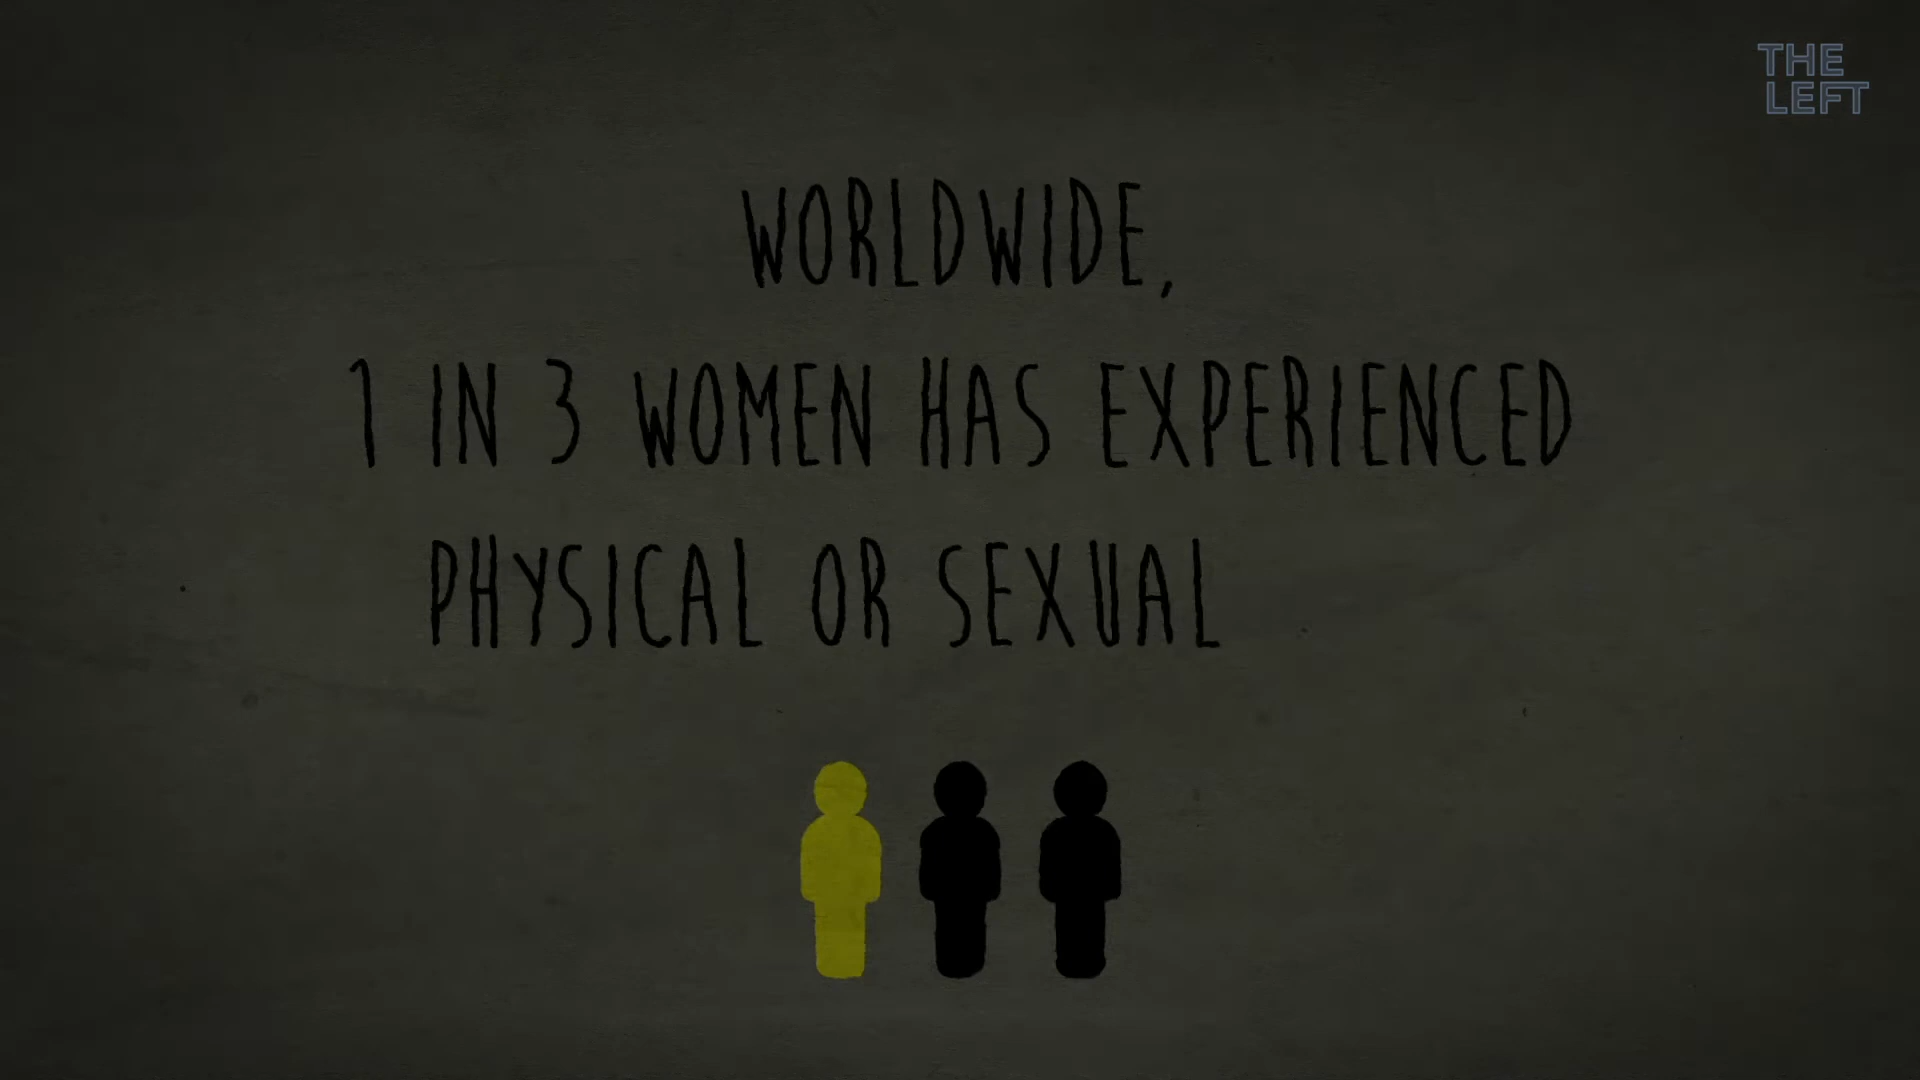 THE
LEFT
WORLDWIDE,
1 IN 3 WOMEN HAS EXPERIENCED
PHYSICAL OR SEXUAL